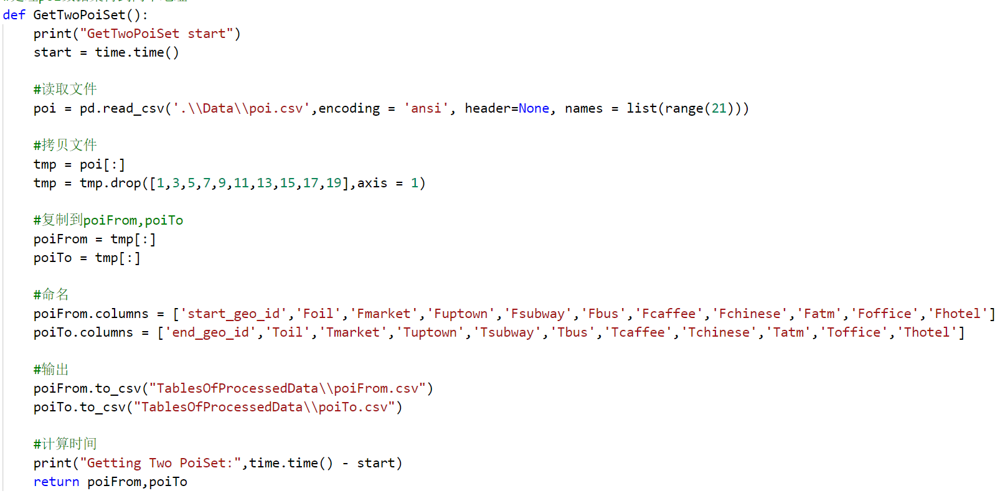 def GetTwoPoiSet():
    print("GetTwoPoiSet start")
    start = time.time()
    #读取文件
    poi = pd.read_csv('.\\Data\\poi.csv',encoding = 'ansi', header=None, names = list(range(21)))
    #拷贝文件
    tmp = poi[:]
    tmp = tmp.drop([1,3,5,7,9,11,13,15,17,19],axis = 1)
    #复制到poiFrom,poiTo
    poiFrom = tmp[:]
    poiTo = tmp[:]
    #命名
    poiFrom.columns = ['start_geo_id','Foil','Fmarket','Fuptown','Fsubway','Fbus','Fcaffee','Fchinese','Fatm','Foffice','Fhotel']
    poiTo.columns = ['end_geo_id','Toil','Tmarket','Tuptown','Tsubway','Tbus','Tcaffee','Tchinese','Tatm','Toffice','Thotel']
    #输出
    poiFrom.to_csv("TablesOfProcessedData\\poiFrom.csv")
    poiTo.to_csv("TablesOfProcessedData\\poiTo.csv")
    #计算时间
    print("Getting Two PoiSet:",time.time() - start)
    return poiFrom,poiTo